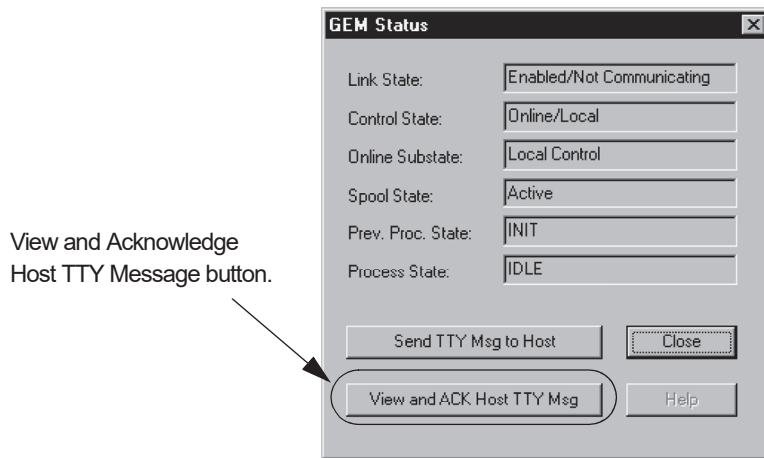 GEM Status
Link State: Enabled/Not Communicating
Control State: Online/Local
Online Substate: Local Control
Spool State: Active
Prev. Proc. State: INIT
Process State: IDLE
View and Acknowledge
Host TTY Message button.
Send TTY Msg to Host Close
View and ACK Host TTY Msg Help